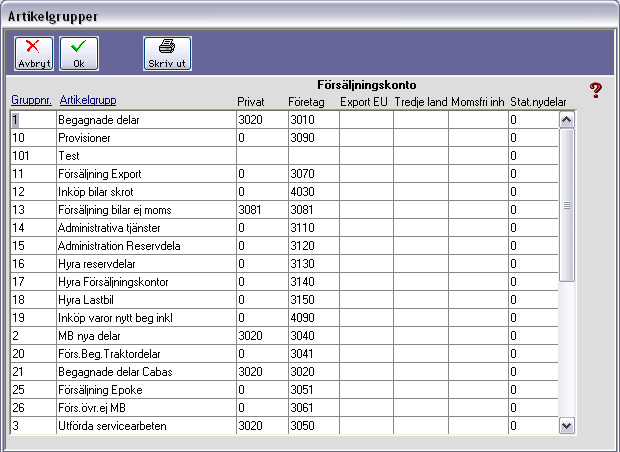 Artikelgrupper
Avbryt Ok Skriv ut
Försäljningskonto
Gruppnr. Artikelgrupp Privat Företag Export EU Tredje land Momsfri inh Stat.nydelar
1 Begagnade delar 3020 3010 0
10 Provisioner 0 3090 0
101 Test 0
11 Försäljning Export 0 3070 0
12 Inköp bilar skrot 0 4030 0
13 Försäljning bilar ej moms 3081 3081 0
14 Administrativa tjänster 0 3110 0
15 Administration Reservdela 0 3120 0
16 Hyra reservdelar 0 3130 0
17 Hyra Försäljningskontor 0 3140 0
18 Hyra Lastbil 0 3150 0
19 Inköp varor nytt beg inkl 0 4090 0
2 MB nya delar 3020 3040 0
20 Förs.Beg.Traktordelar 0 3041 0
21 Begagnade delar Cabas 3020 3020 0
25 Försäljning Epoke 0 3051 0
26 Förs.övr.ej MB 0 3061 0
3 Utförda servicearbeten 3020 3050 0